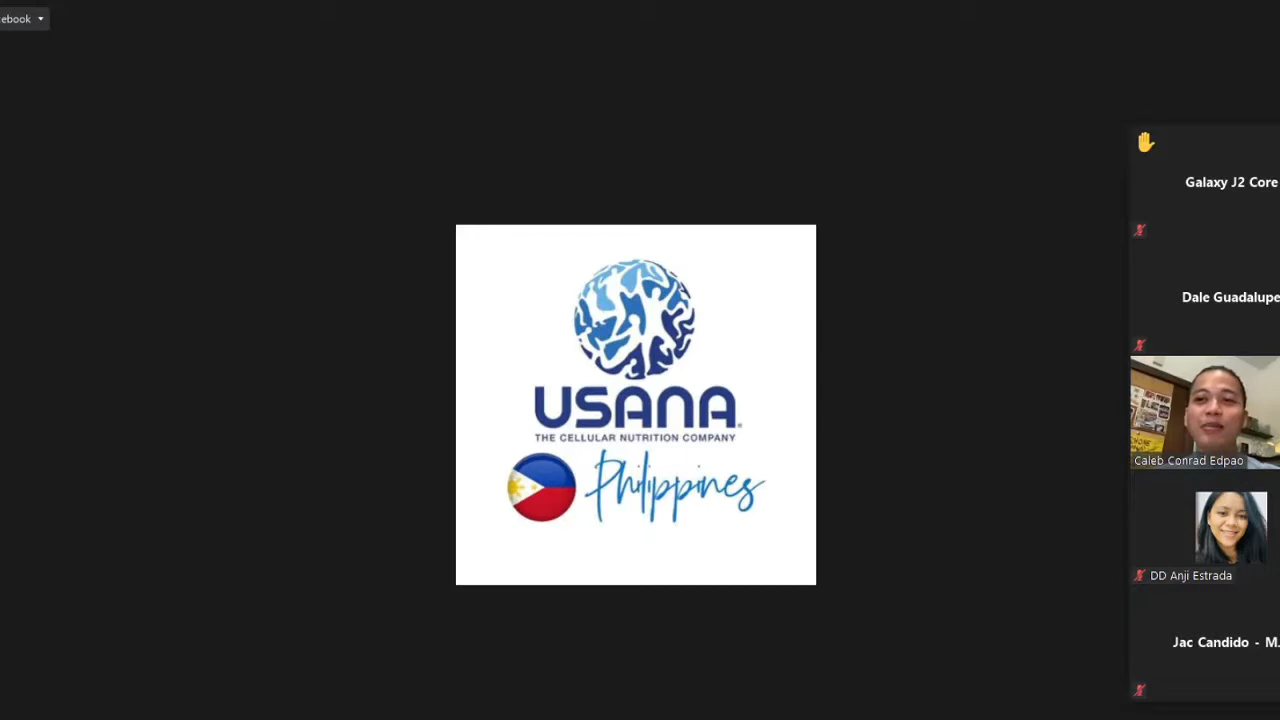 ebook
USANA
THE CELLULAR NUTRITION COMPANY
Philippines
Galaxy J2 Core
Dale Guadalupe
Caleb Conrad Edpao
DD Anji Estrada
Jac Candido - M.